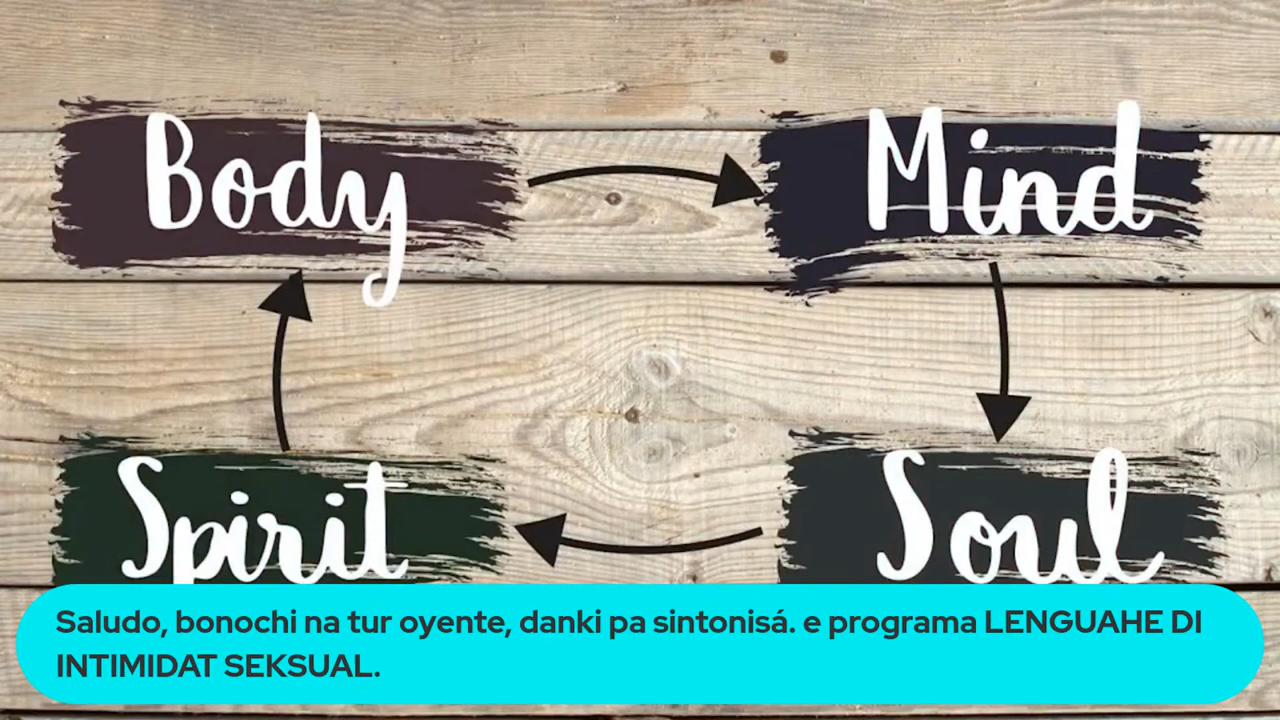 Body
Mind
Spirit
Soul
Saludo, bonochi na tur oyente, danki pa sintonisá. e programa LENGUAHE DI
INTIMIDAT SEKSUAL.